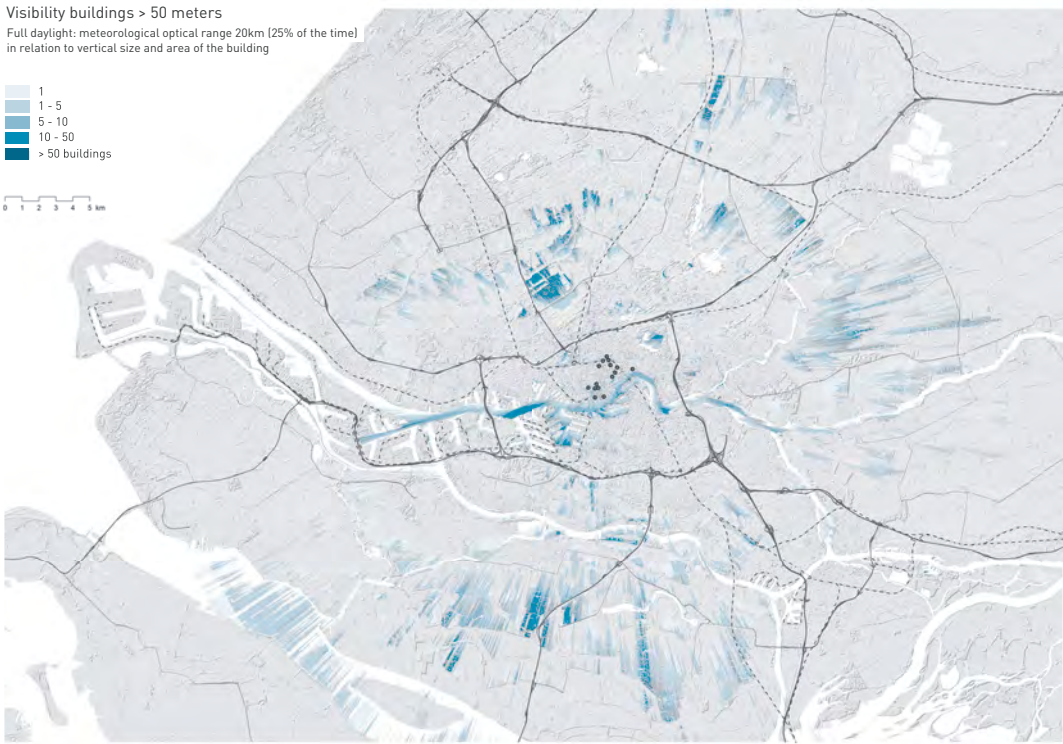 Visibility buildings > 50 meters
Full daylight: meteorological optical range 20km (25% of the time)
in relation to vertical size and area of the building
1
1 - 5
5 - 10
10 - 50
> 50 buildings
0 1 2 3 4 5 km